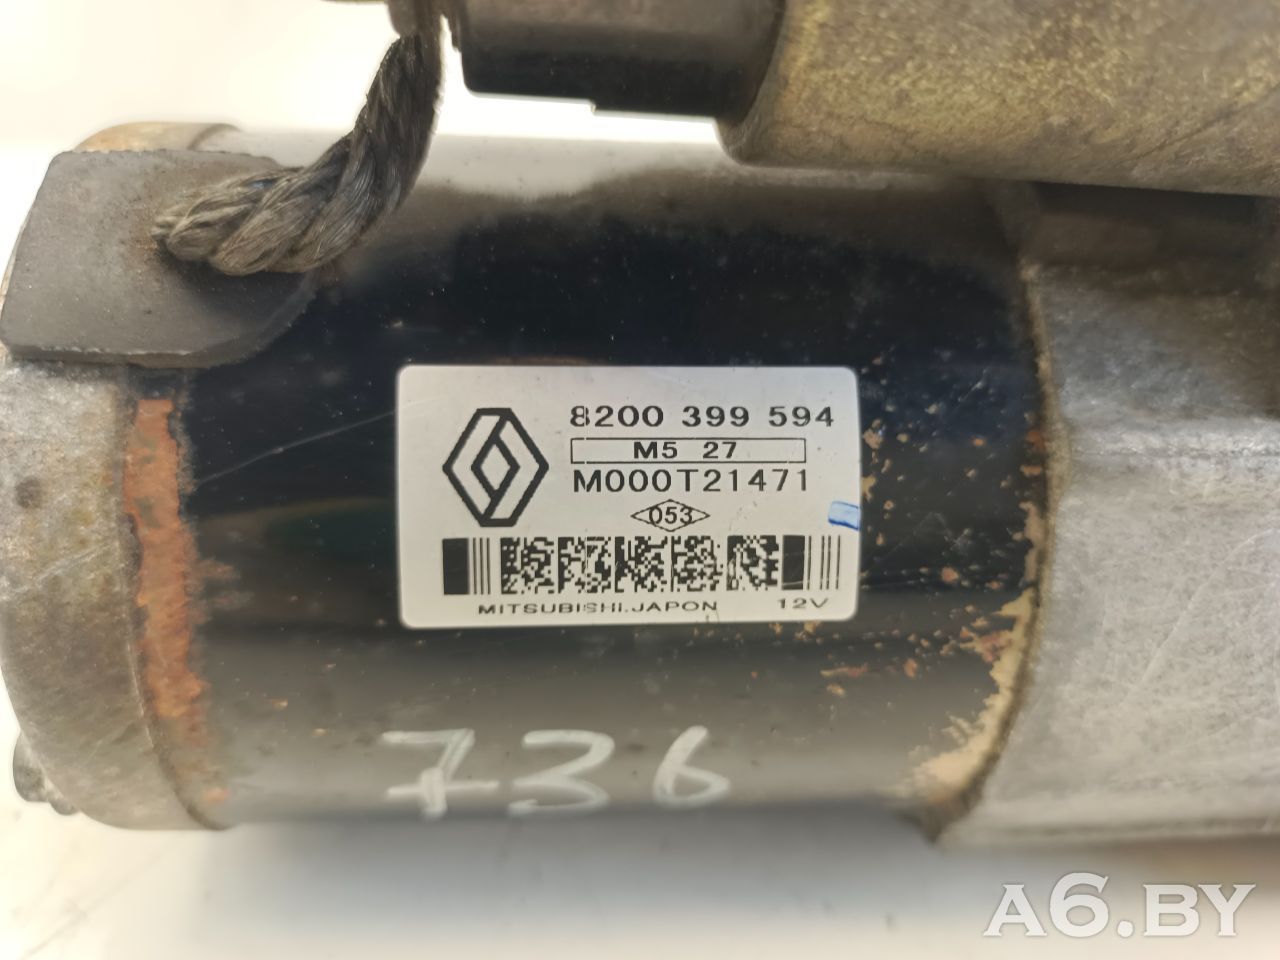 8200 399 594
M5 27
M000T21471
053
MITSUBISHI.JAPON 12V
736
A6.BY